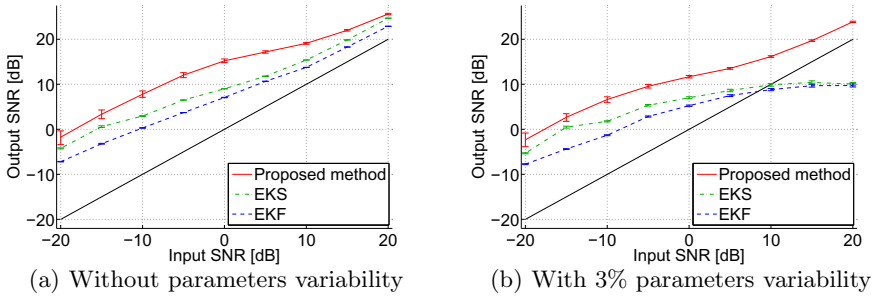 20
10
0
−10
−20
Output SNR [dB]
Proposed method
EKS
EKF
−20
−10
0
10
20
Input SNR [dB]
(a) Without parameters variability
20
10
0
−10
−20
Output SNR [dB]
Proposed method
EKS
EKF
−20
−10
0
10
20
Input SNR [dB]
(b) With 3% parameters variability